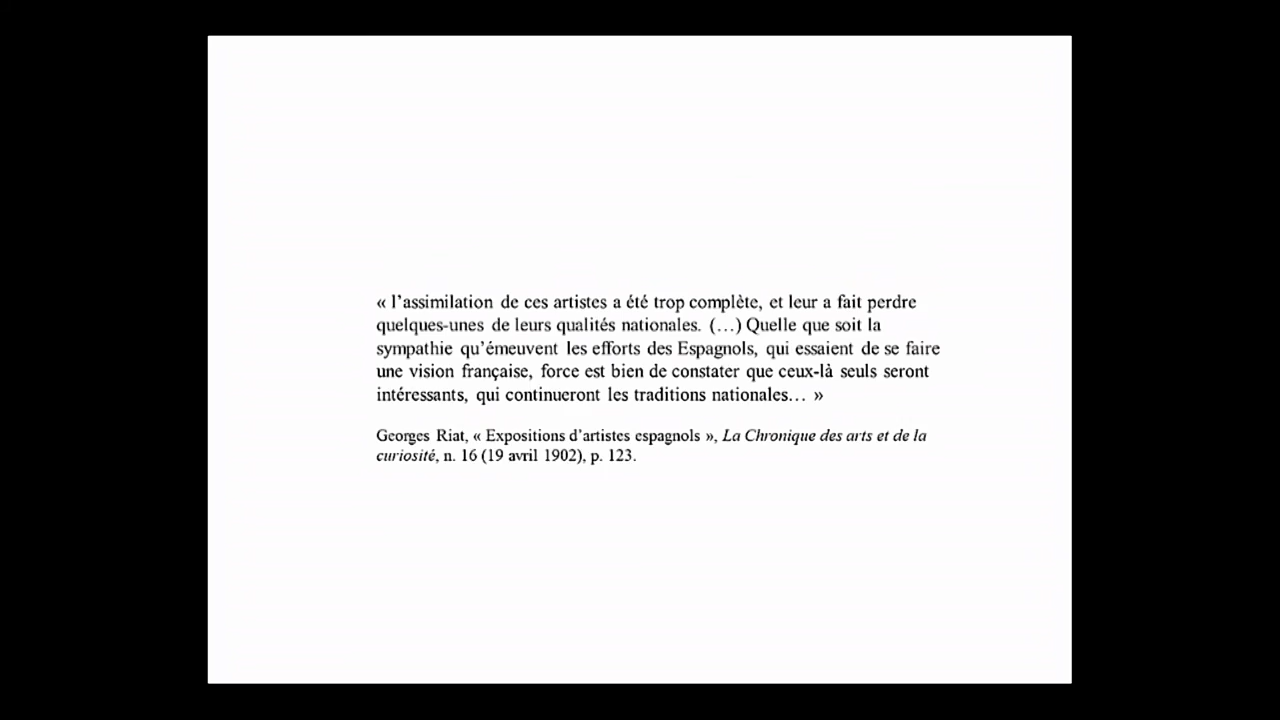 « l’assimilation de ces artistes a été trop complète, et leur a fait perdre
quelques-unes de leurs qualités nationales. (…) Quelle que soit la
sympathie qu’émeuvent les efforts des Espagnols, qui essaient de se faire
une vision française, force est bien de constater que ceux-là seuls seront
intéressants, qui continueront les traditions nationales… »
Georges Riat, « Expositions d’artistes espagnols », La Chronique des arts et de la
curiosité, n. 16 (19 avril 1902), p. 123.